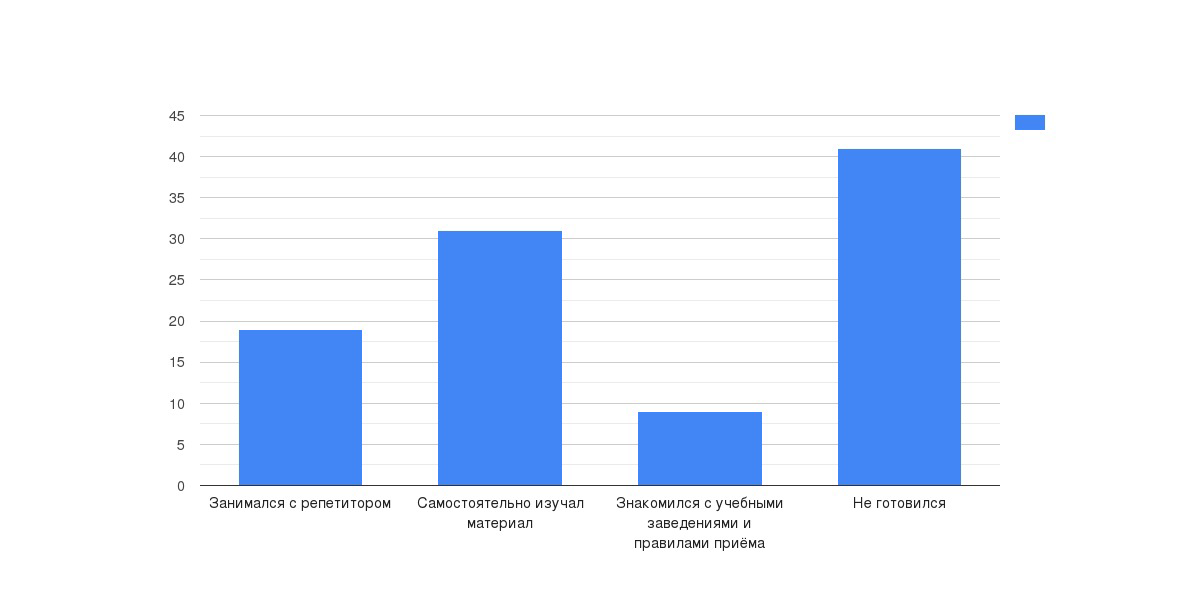 45
40
35
30
25
20
15
10
5
0
Занимался с репетитором
Самостоятельно изучал
материал
Знакомился с учебными
заведениями и
правилами приёма
Не готовился